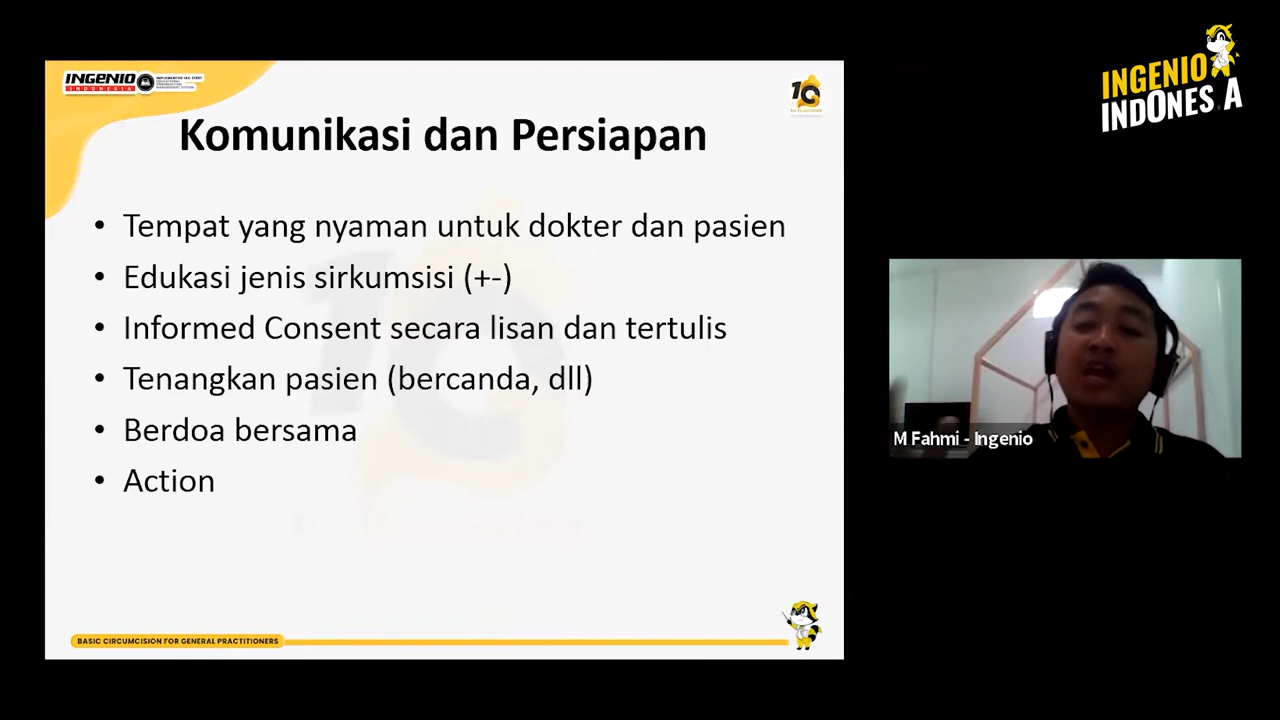 INGENIO
INDONESIA
Komunikasi dan Persiapan
• Tempat yang nyaman untuk dokter dan pasien
• Edukasi jenis sirkumsisi (+-)
• Informed Consent secara lisan dan tertulis
• Tenangkan pasien (bercanda, dll)
• Berdoa bersama
• Action
BASIC CIRCUMCISION FOR GENERAL PRACTITIONERS
INGENIO
INDONES A
M Fahmi - Ingenio